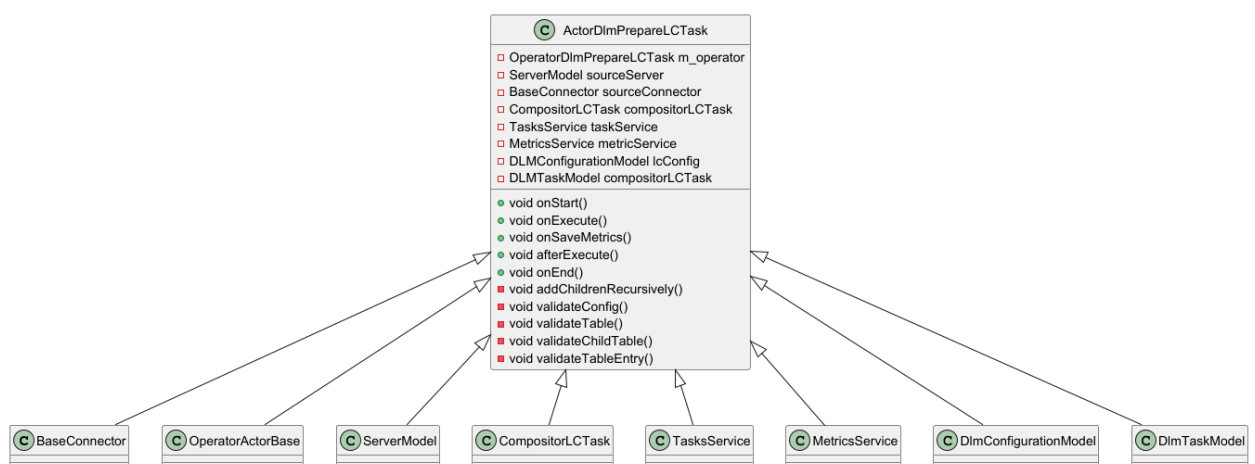 C ActorDlmPrepareLCTask
OperatorDlmPrepareLCTask m_operator
ServerModel sourceServer
BaseConnector sourceConnector
CompositorLCTask compositorLCTask
TasksService taskService
MetricsService metricService
DLMConfigurationModel lcConfig
DLMTaskModel compositorLCTask
void onStart()
void onExecute()
void onSaveMetrics()
void afterExecute()
void onEnd()
void addChildrenRecursively()
void validateConfig()
void validateTable()
void validateChildTable()
void validateTableEntry()
C BaseConnector
C OperatorActorBase
C ServerModel
C CompositorLCTask
C TasksService
C MetricsService
C DlmConfigurationModel
C DlmTaskModel